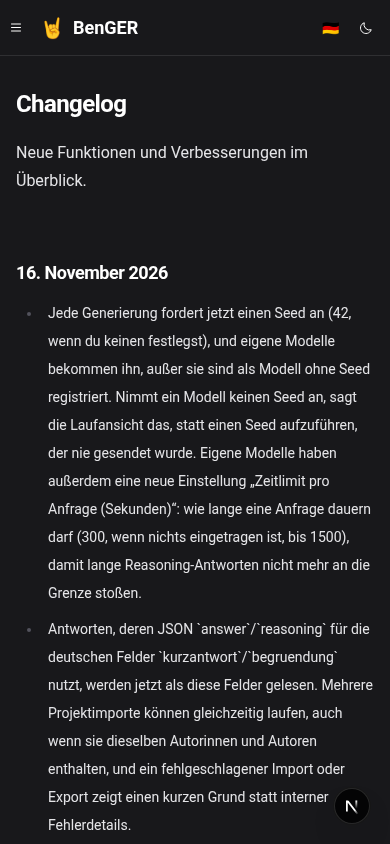 BenGER
Changelog
Neue Funktionen und Verbesserungen im
Überblick.
16. November 2026
Jede Generierung fordert jetzt einen Seed an (42,
wenn du keinen festlegst), und eigene Modelle
bekommen ihn, außer sie sind als Modell ohne Seed
registriert. Nimmt ein Modell keinen Seed an, sagt
die Laufansicht das, statt einen Seed aufzuführen,
der nie gesendet wurde. Eigene Modelle haben
außerdem eine neue Einstellung „Zeitlimit pro
Anfrage (Sekunden)“: wie lange eine Anfrage dauern
darf (300, wenn nichts eingetragen ist, bis 1500),
damit lange Reasoning-Antworten nicht mehr an die
Grenze stoßen.
Antworten, deren JSON `answer`/`reasoning` für die
deutschen Felder `kurzantwort`/`begruendung`
nutzt, werden jetzt als diese Felder gelesen. Mehrere
Projektimporte können gleichzeitig laufen, auch
wenn sie dieselben Autorinnen und Autoren
enthalten, und ein fehlgeschlagener Import oder
Export zeigt einen kurzen Grund statt interner
Fehlerdetails.
N